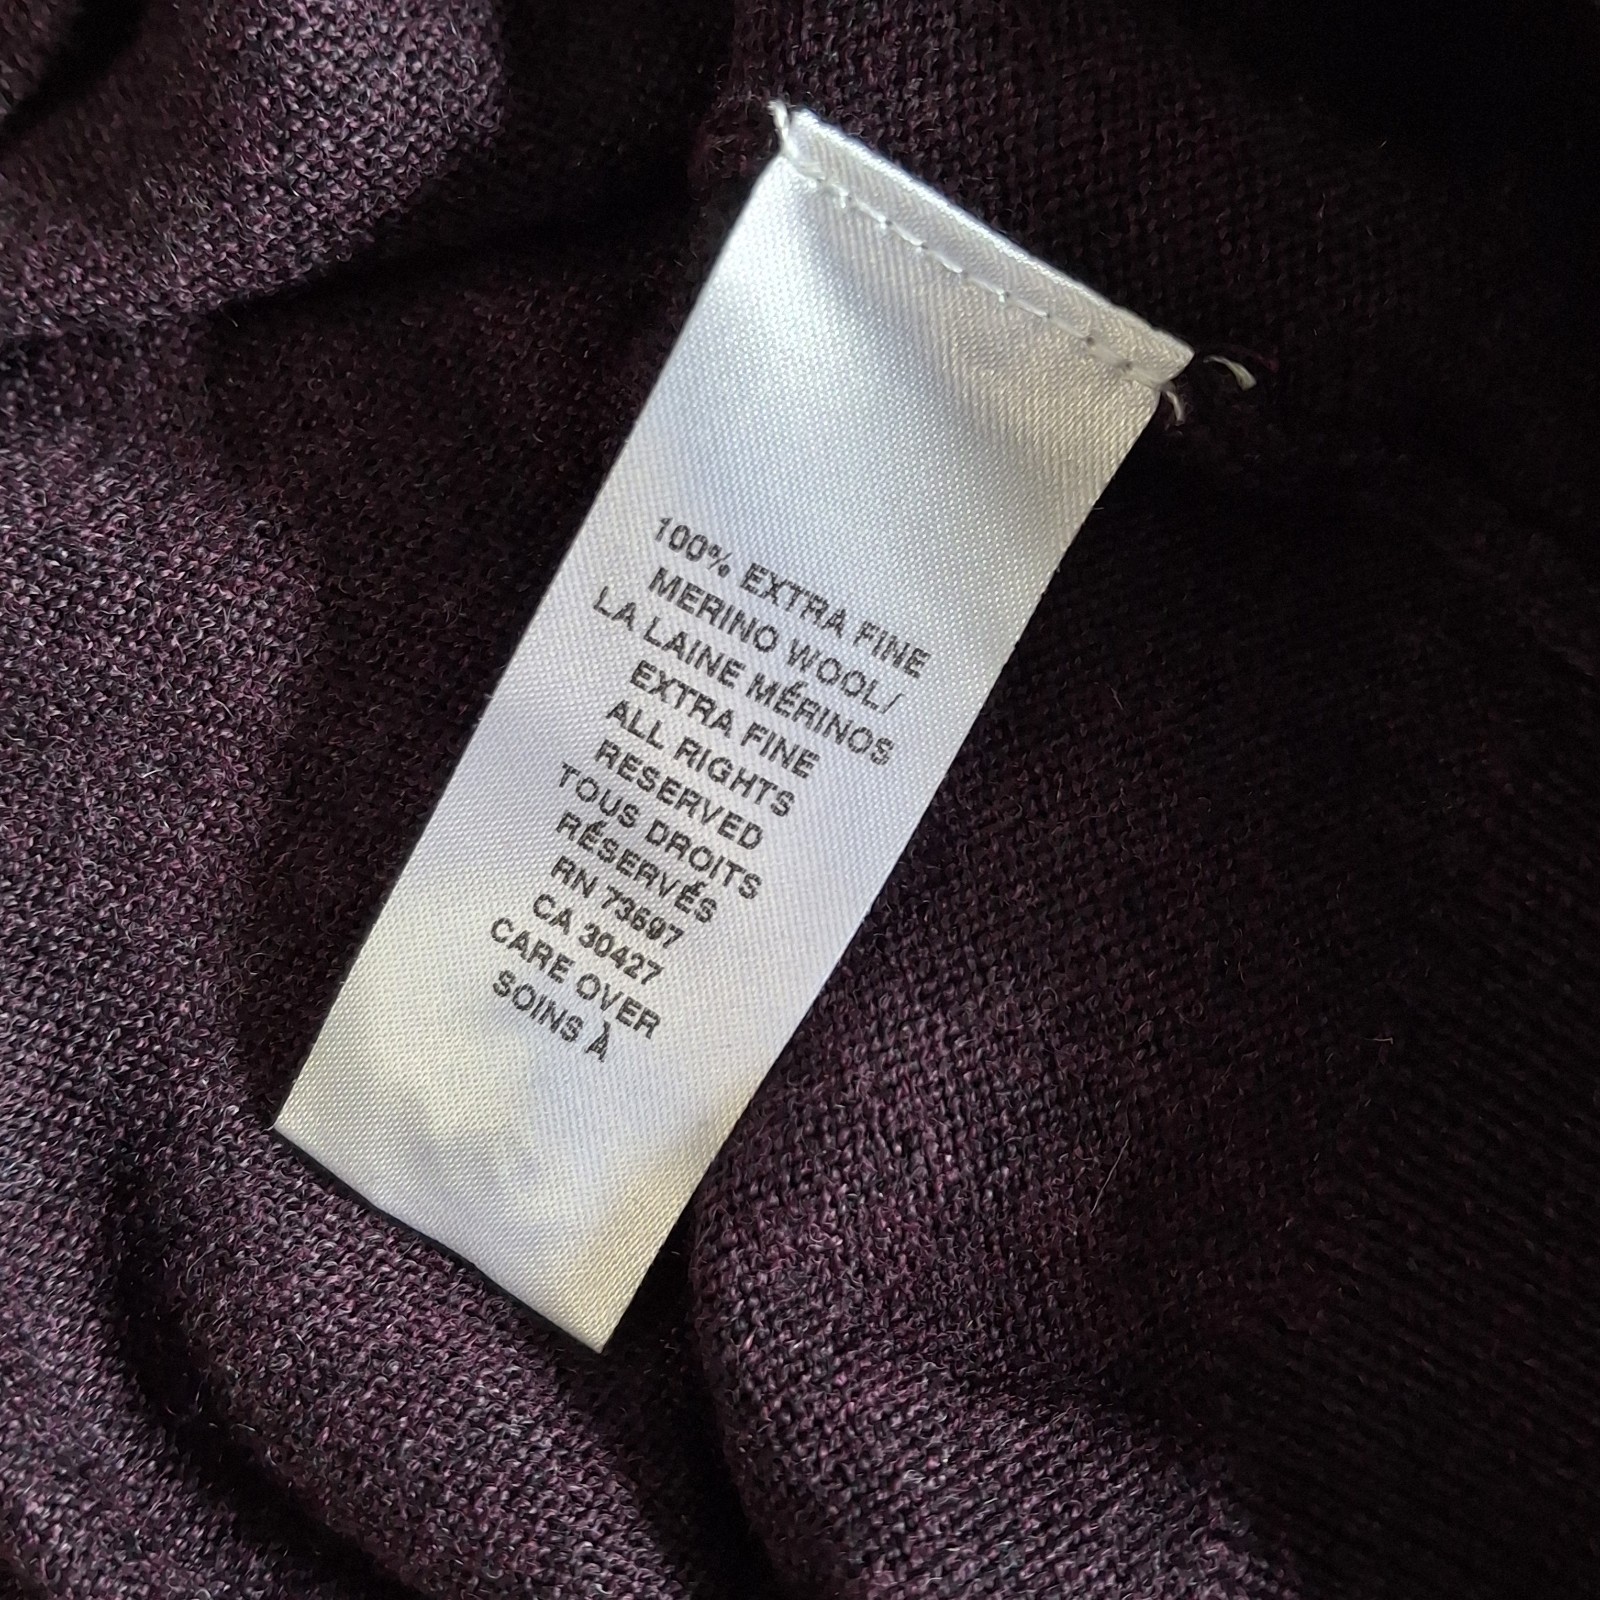 100% EXTRA FINE
MERINO WOOL/
LA LAINE MÉRINOS
EXTRA FINE
ALL RIGHTS
RESERVED
TOUS DROITS
RÉSERVÉS
RN 73697
CA 30427
CARE OVER
SOINS À